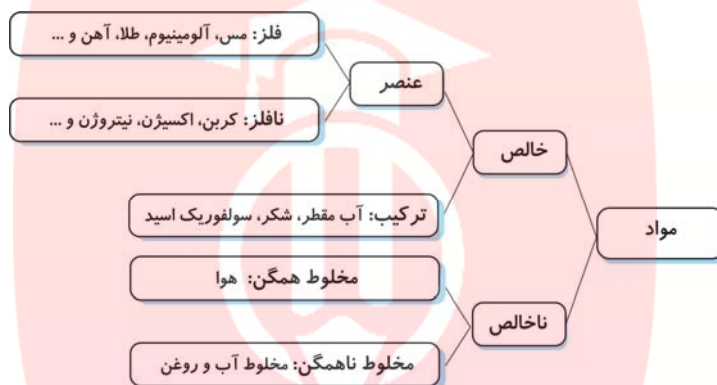 مواد
خالص
عنصر
فلز: مس، آلومینیوم، طلا، آهن و ...
نافلز: کربن، اکسیژن، نیتروژن و ...
ترکیب: آب مقطر، شکر، سولفوریک اسید
ناخالص
مخلوط همگن: هوا
مخلوط ناهمگن: مخلوط آب و روغن